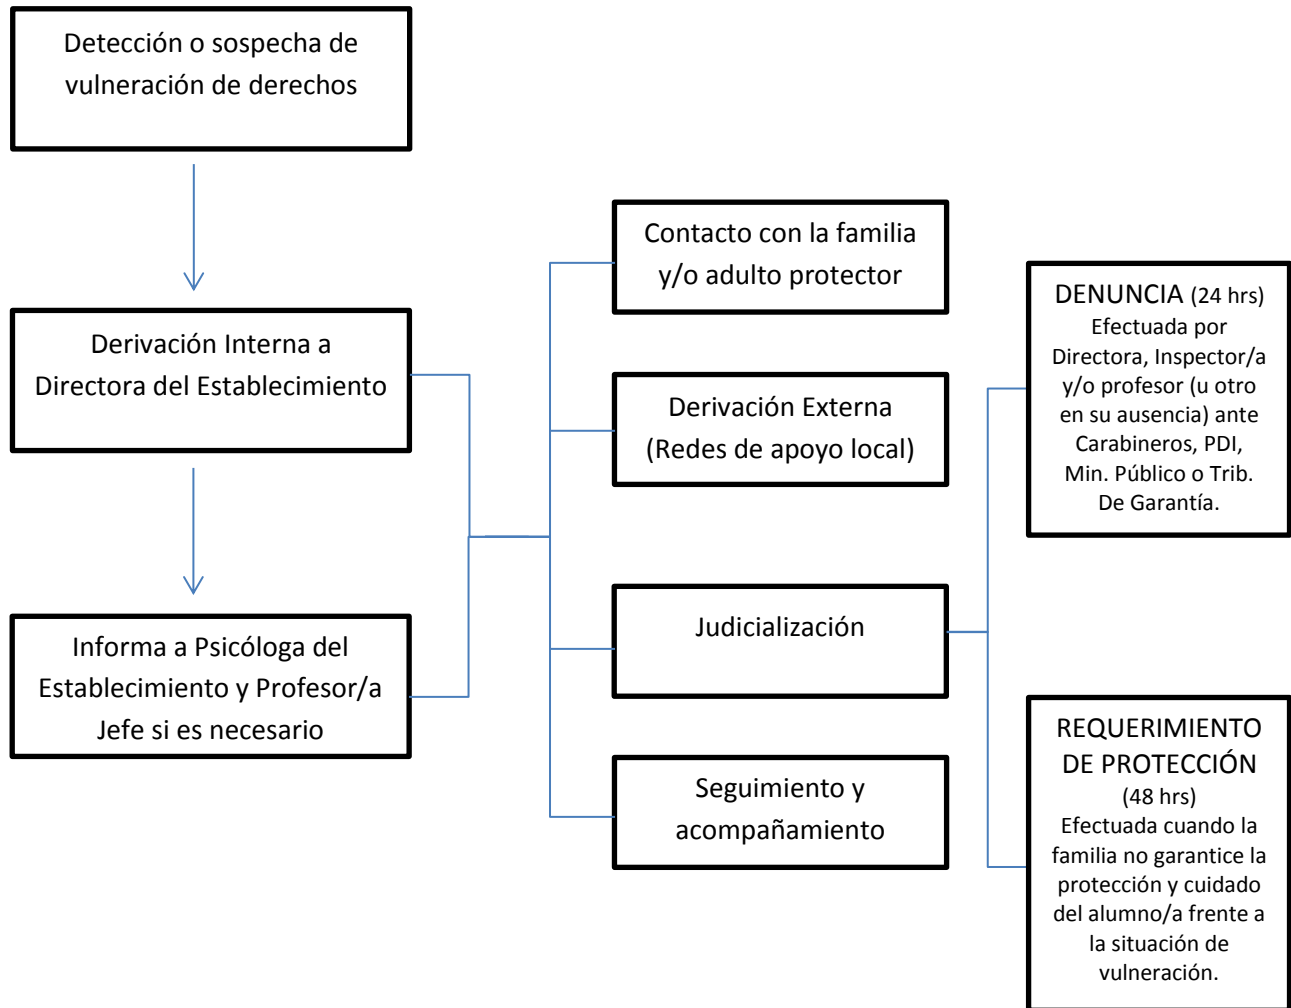 Detección o sospecha de
vulneración de derechos
Derivación Interna a
Directora del Establecimiento
Informa a Psicóloga del
Establecimiento y Profesor/a
Jefe si es necesario
Contacto con la familia
y/o adulto protector
Derivación Externa
(Redes de apoyo local)
Judicialización
Seguimiento y
acompañamiento
DENUNCIA (24 hrs)
Efectuada por
Directora, Inspector/a
y/o profesor (u otro
en su ausencia) ante
Carabineros, PDI,
Min. Público o Trib.
De Garantía.
REQUERIMIENTO
DE PROTECCIÓN
(48 hrs)
Efectuada cuando la
familia no garantice la
protección y cuidado
del alumno/a frente a
la situación de
vulneración.